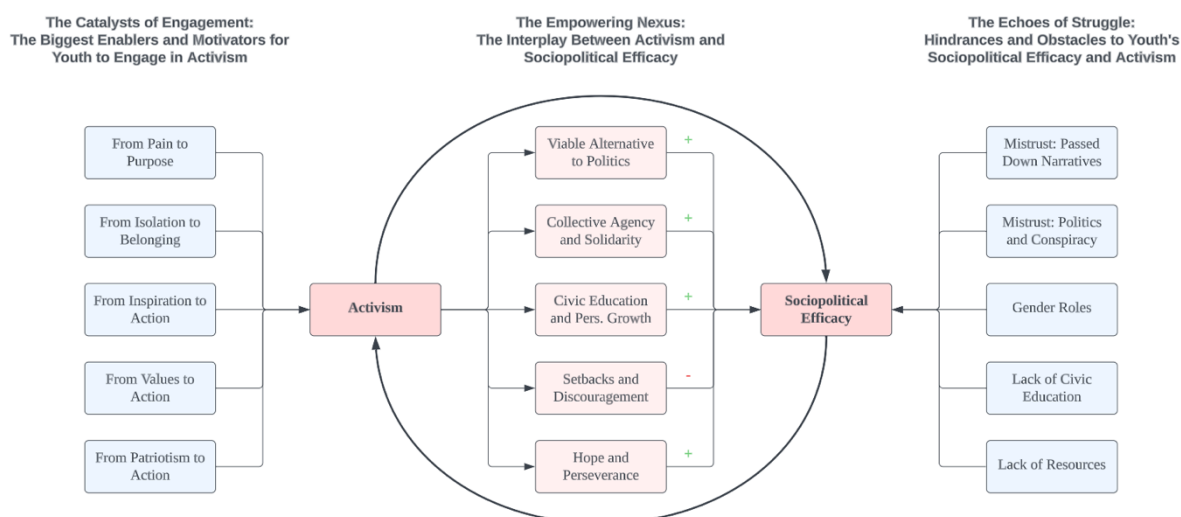 The Catalysts of Engagement:
The Biggest Enablers and Motivators for
Youth to Engage in Activism
The Empowering Nexus:
The Interplay Between Activism and
Sociopolitical Efficacy
The Echoes of Struggle:
Hindrances and Obstacles to Youth's
Sociopolitical Efficacy and Activism
From Pain to
Purpose
From Isolation to
Belonging
From Inspiration to
Action
From Values to
Action
From Patriotism to
Action
Activism
Viable Alternative
to Politics
+
Collective Agency
and Solidarity
+
Civic Education
and Pers. Growth
+
Setbacks and
Discouragement
-
Hope and
Perseverance
+
Sociopolitical
Efficacy
Mistrust: Passed
Down Narratives
Mistrust: Politics
and Conspiracy
Gender Roles
Lack of Civic
Education
Lack of Resources